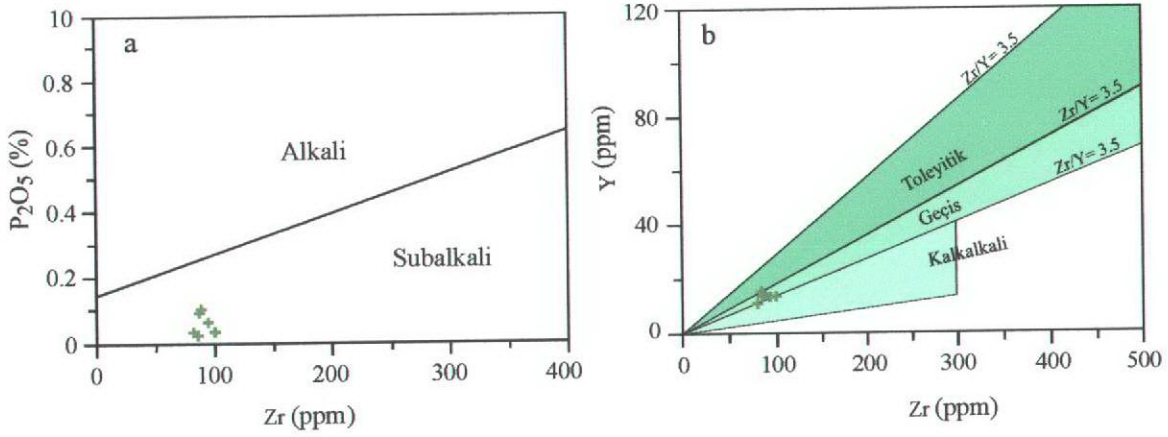 a
10
0.8
0.6
0.4
0.2
0
P2O5 (%)
Alkali
Subalkali
0 100 200 300 400
Zr (ppm)
b
120
80
40
0
Y (ppm)
Zr/Y= 3.5
Zr/Y= 3.5
Zr/Y= 3.5
Toleyitik
Geçis
Kalkalkali
0 100 200 300 400 500
Zr (ppm)